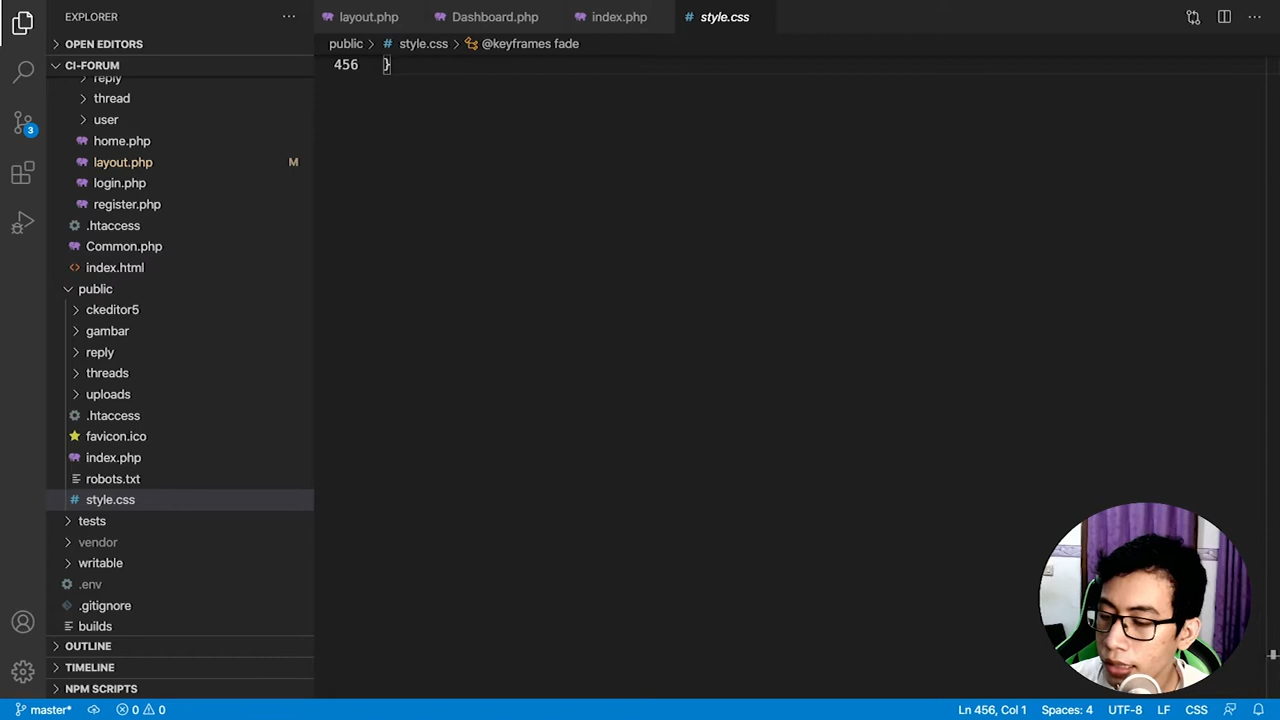 EXPLORER
layout.php
Dashboard.php
index.php
# style.css
OPEN EDITORS
public > # style.css > @keyframes fade
CI-FORUM
456 }
reply
thread
user
home.php
layout.php M
login.php
register.php
.htaccess
Common.php
<> index.html
public
ckeditor5
gambar
reply
threads
uploads
.htaccess
favicon.ico
index.php
robots.txt
# style.css
tests
vendor
writable
.env
.gitignore
builds
OUTLINE
TIMELINE
NPM SCRIPTS
3
master* 0 0 Ln 456, Col 1 Spaces: 4 UTF-8 LF CSS